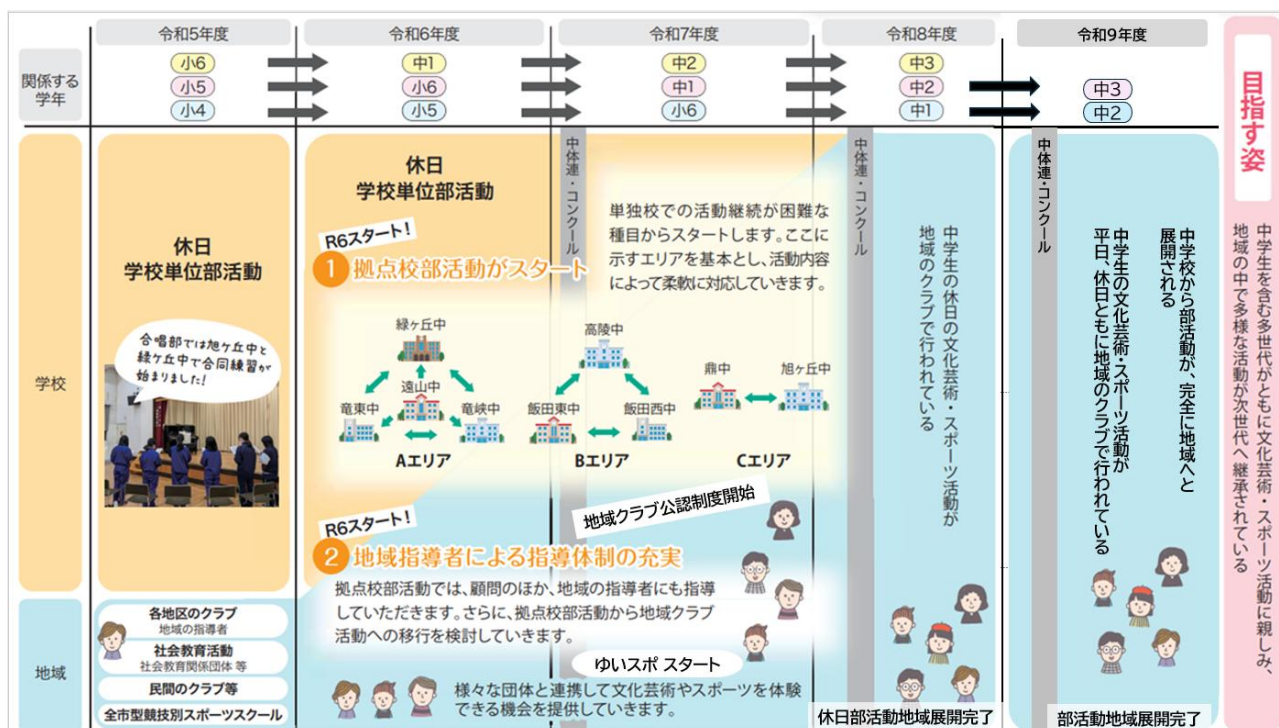 令和5年度
令和6年度
令和7年度
令和8年度
令和9年度
関係する
学年
小6
中1
中2
中3
小5
小6
中1
中2
中3
小4
小5
小6
中1
中2
学校
休日
学校単位部活動
合唱部では旭ケ丘中と
緑ケ丘中で合同練習が
始まりました!
休日
学校単位部活動
R6スタート!
1 拠点校部活動がスタート
単独校での活動継続が困難な
種目からスタートします。ここに
示すエリアを基本とし、活動内容
によって柔軟に対応していきます。
中体連・コンクール
緑ヶ丘中
遠山中
竜東中
竜峡中
Aエリア
高陵中
飯田東中
飯田西中
Bエリア
鼎中
旭ヶ丘中
Cエリア
地域クラブ公認制度開始
R6スタート!
2 地域指導者による指導体制の充実
拠点校部活動では、顧問のほか、地域の指導者にも指導
していただきます。さらに、拠点校部活動から地域クラブ
活動への移行を検討していきます。
ゆいスポ スタート
様々な団体と連携して文化芸術やスポーツを体験
できる機会を提供していきます。
地域
各地区のクラブ
地域の指導者
社会教育活動
社会教育関係団体 等
民間のクラブ等
全市型競技別スポーツスクール
中体連・コンクール
中学生の休日の文化芸術・スポーツ活動が
地域のクラブで行われている
休日部活動地域展開完了
中体連・コンクール
中学校から部活動が、完全に地域へと
展開される
中学生の文化芸術・スポーツ活動が
平日、休日ともに地域のクラブで行われている
部活動地域展開完了
目指す姿
中学生を含む多世代がともに文化芸術・スポーツ活動に親しみ、
地域の中で多様な活動が次世代へ継承されている